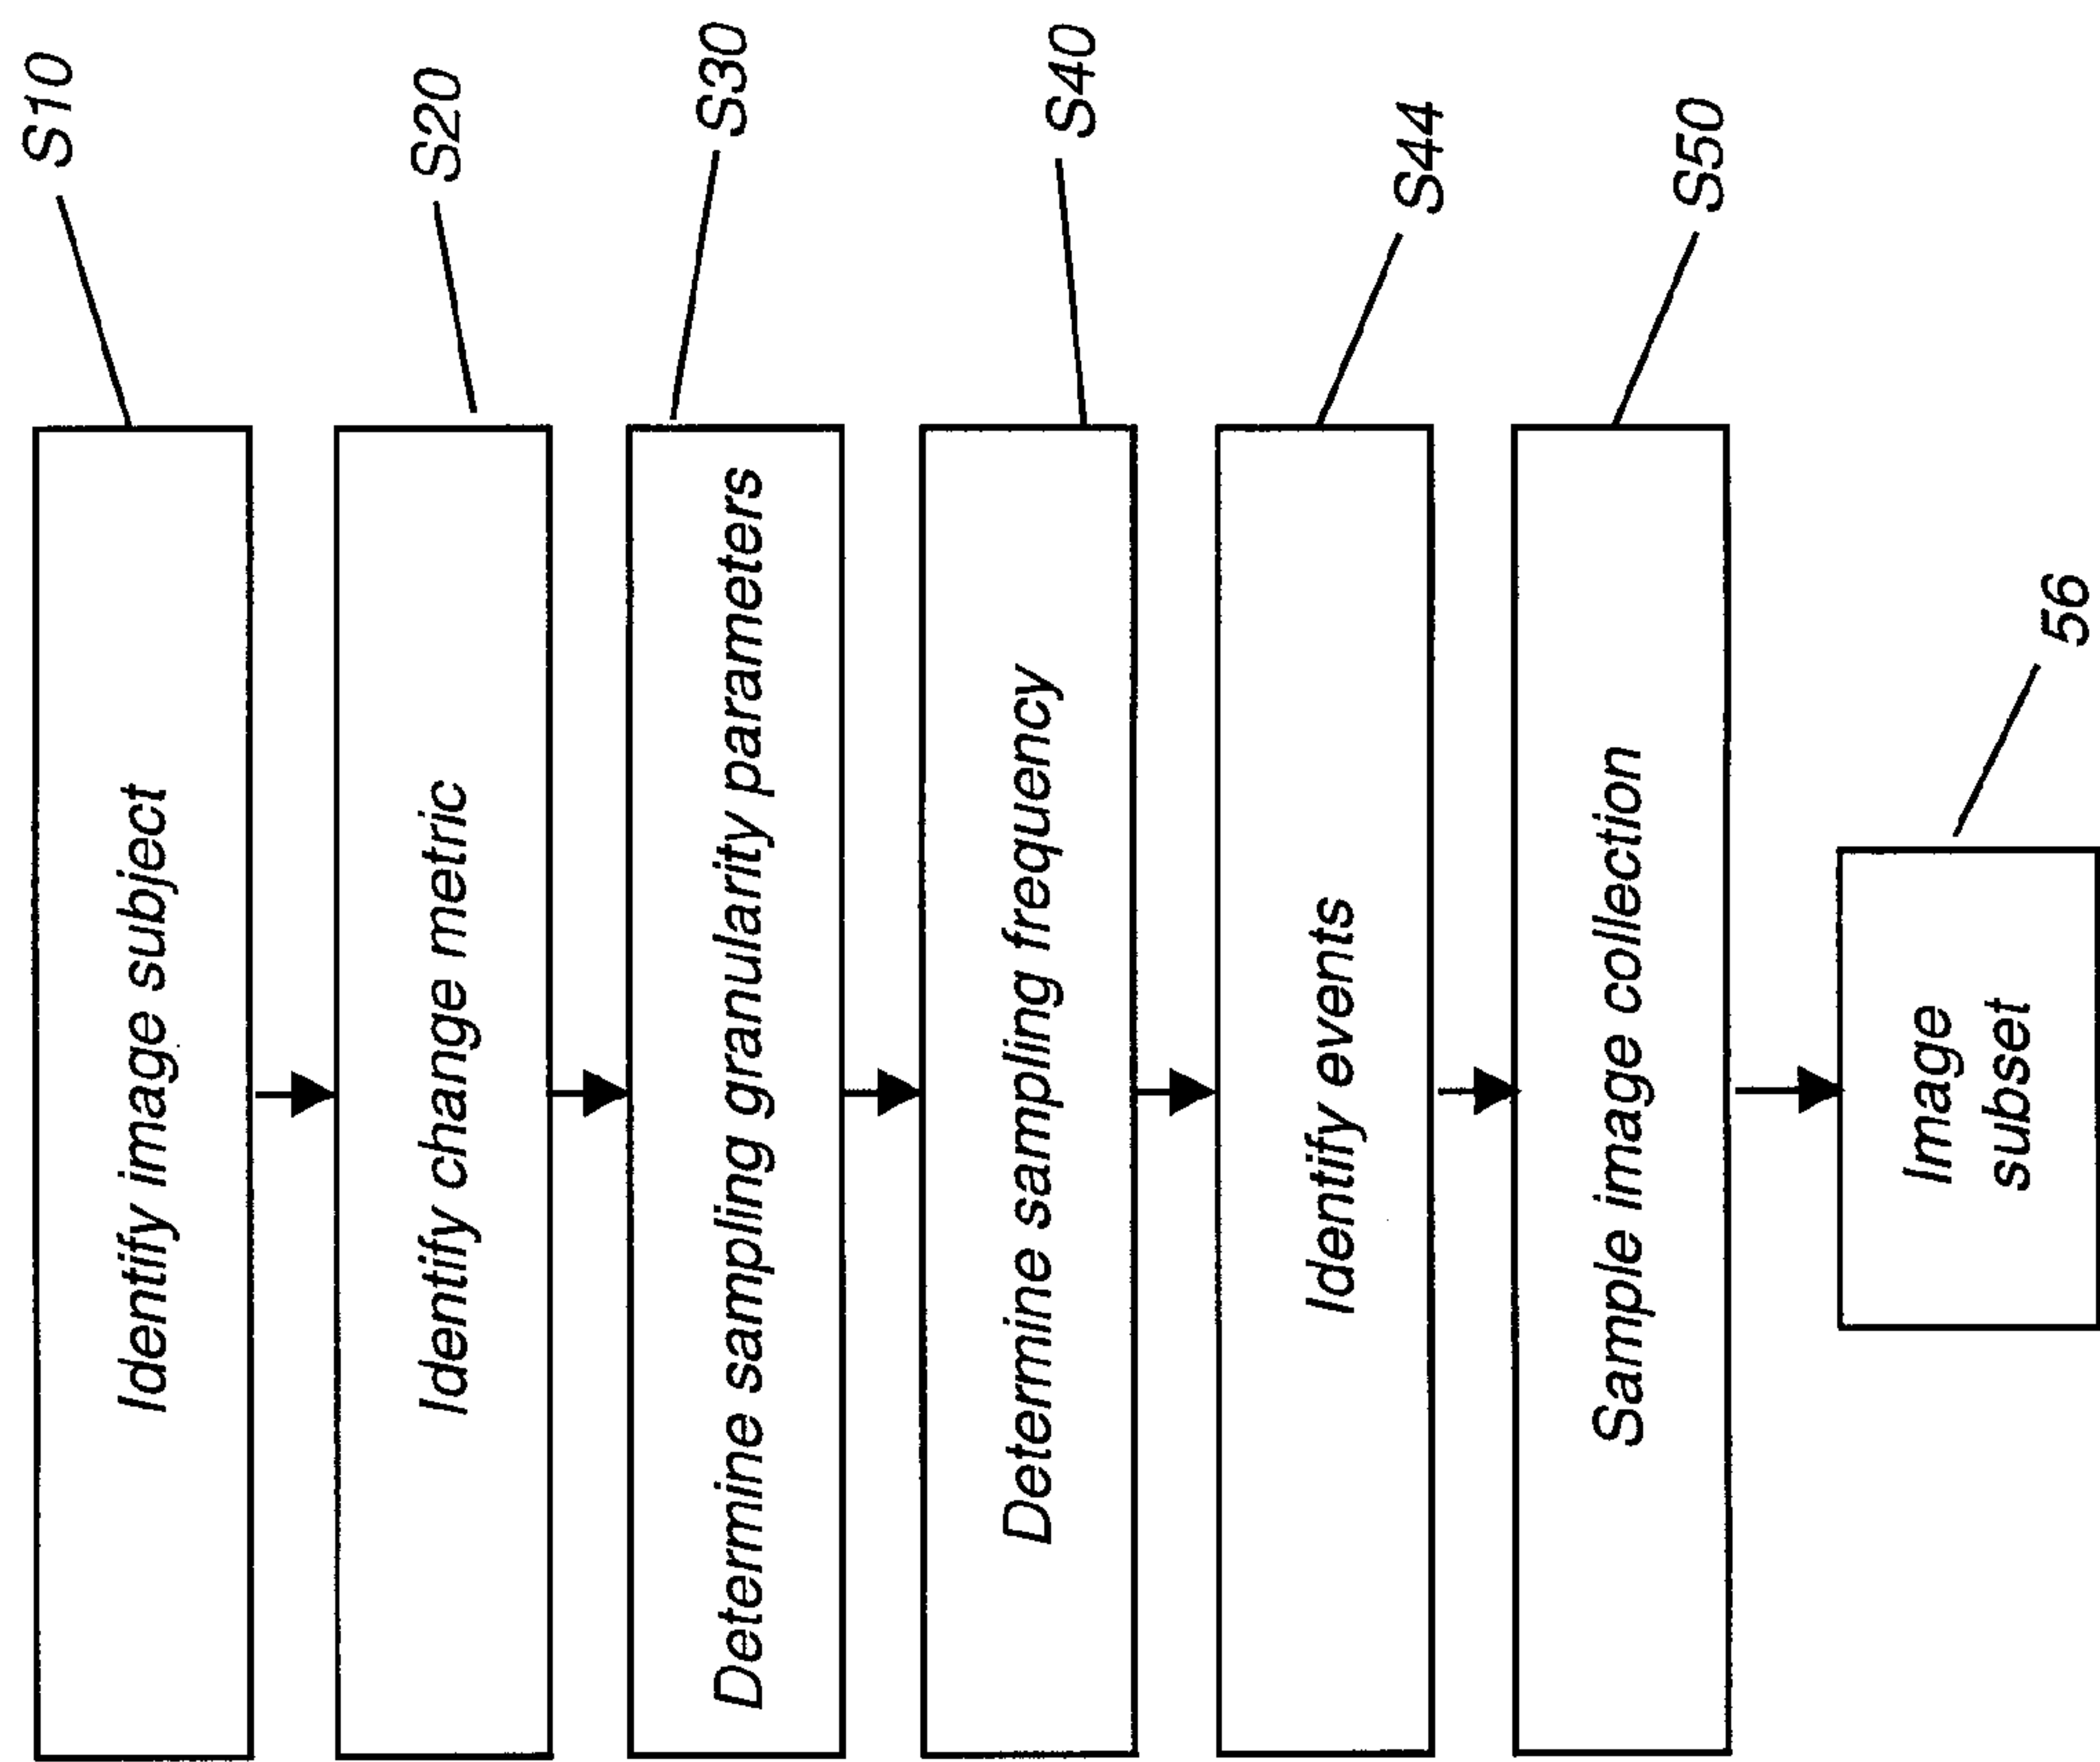 Identify image subject
S10
Identify change metric
S20
Determine sampling granularity parameters
S30
Determine sampling frequency
S40
Identify events
S44
Sample image collection
S50
Image
subset
56